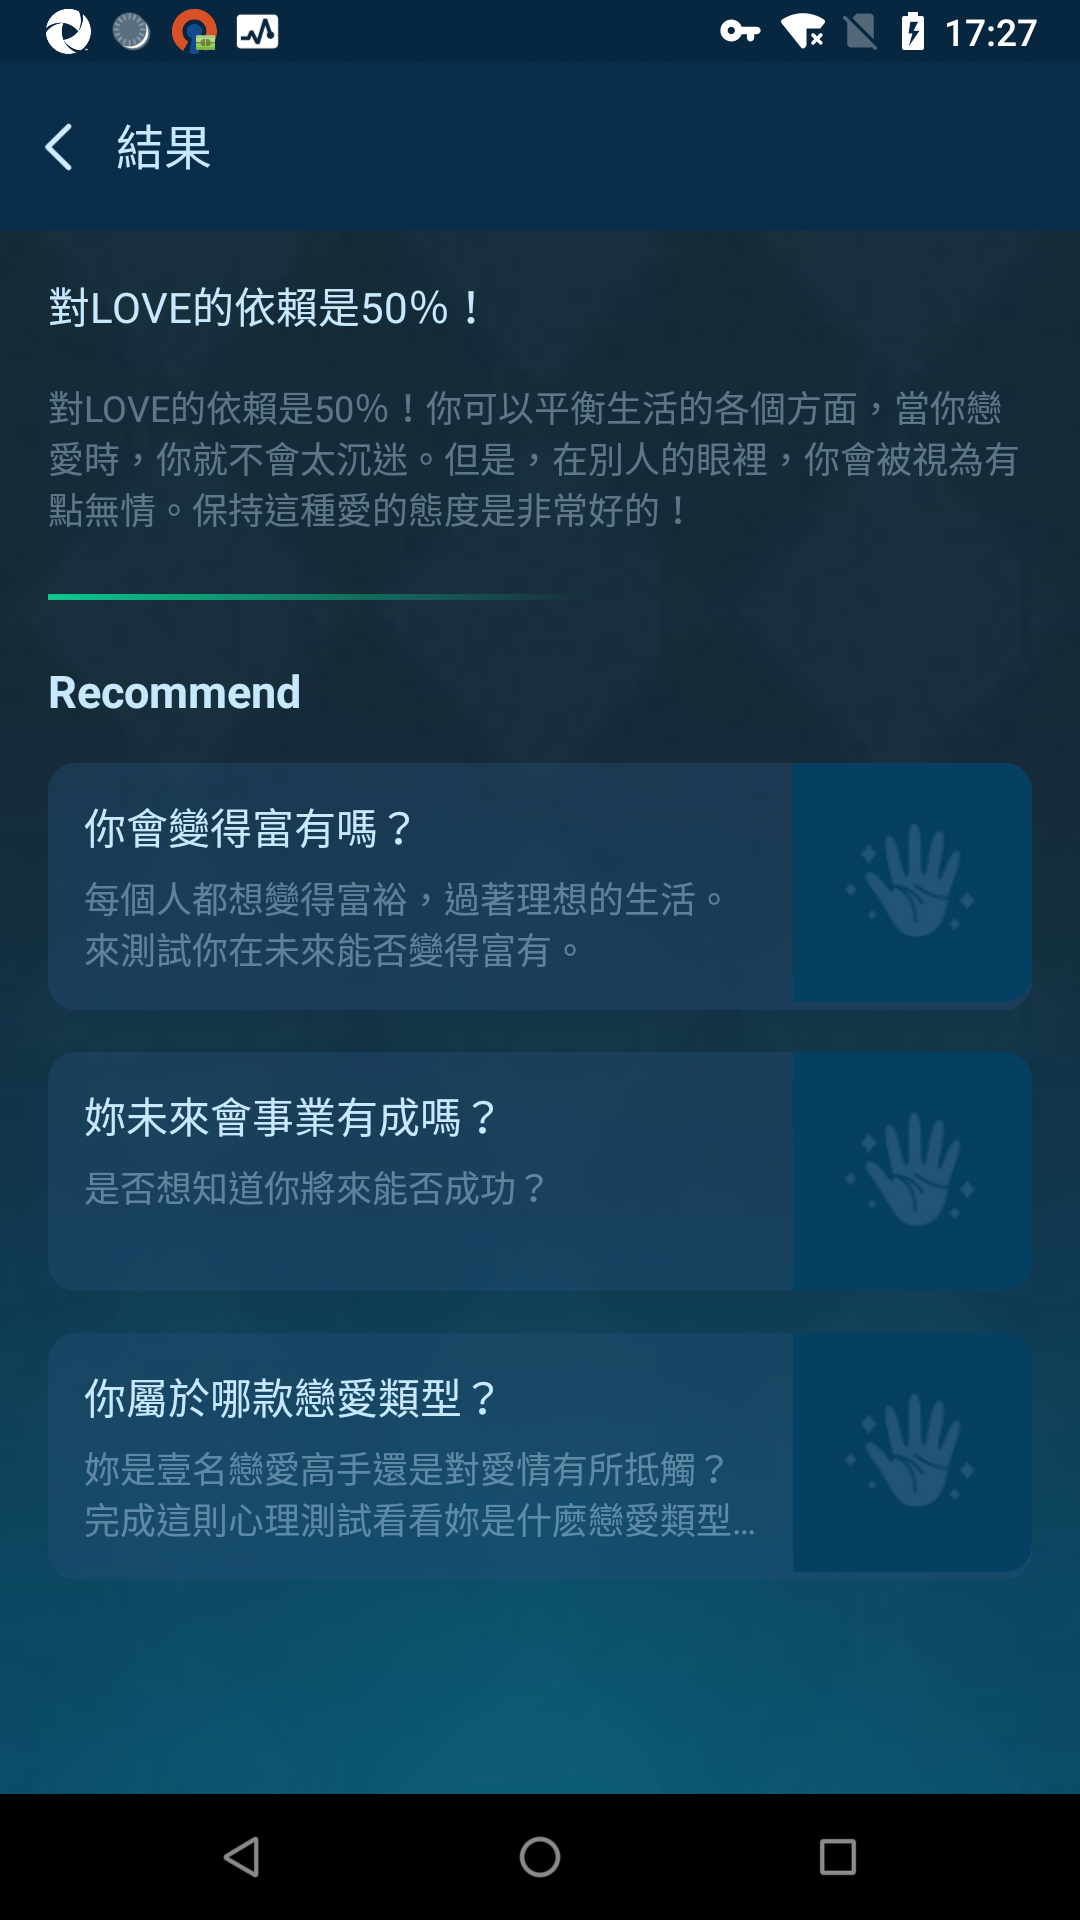 17:27
結果
對LOVE的依賴是50%！
對LOVE的依賴是50%！你可以平衡生活的各個方面，當你戀
愛時，你就不會太沉迷。但是，在別人的眼裡，你會被視為有
點無情。保持這種愛的態度是非常好的！
Recommend
你會變得富有嗎？
每個人都想變得富裕，過著理想的生活。
來測試你在未來能否變得富有。
妳未來會事業有成嗎？
是否想知道你將來能否成功？
你屬於哪款戀愛類型？
妳是壹名戀愛高手還是對愛情有所抵觸？
完成這則心理測試看看妳是什麽戀愛類型...